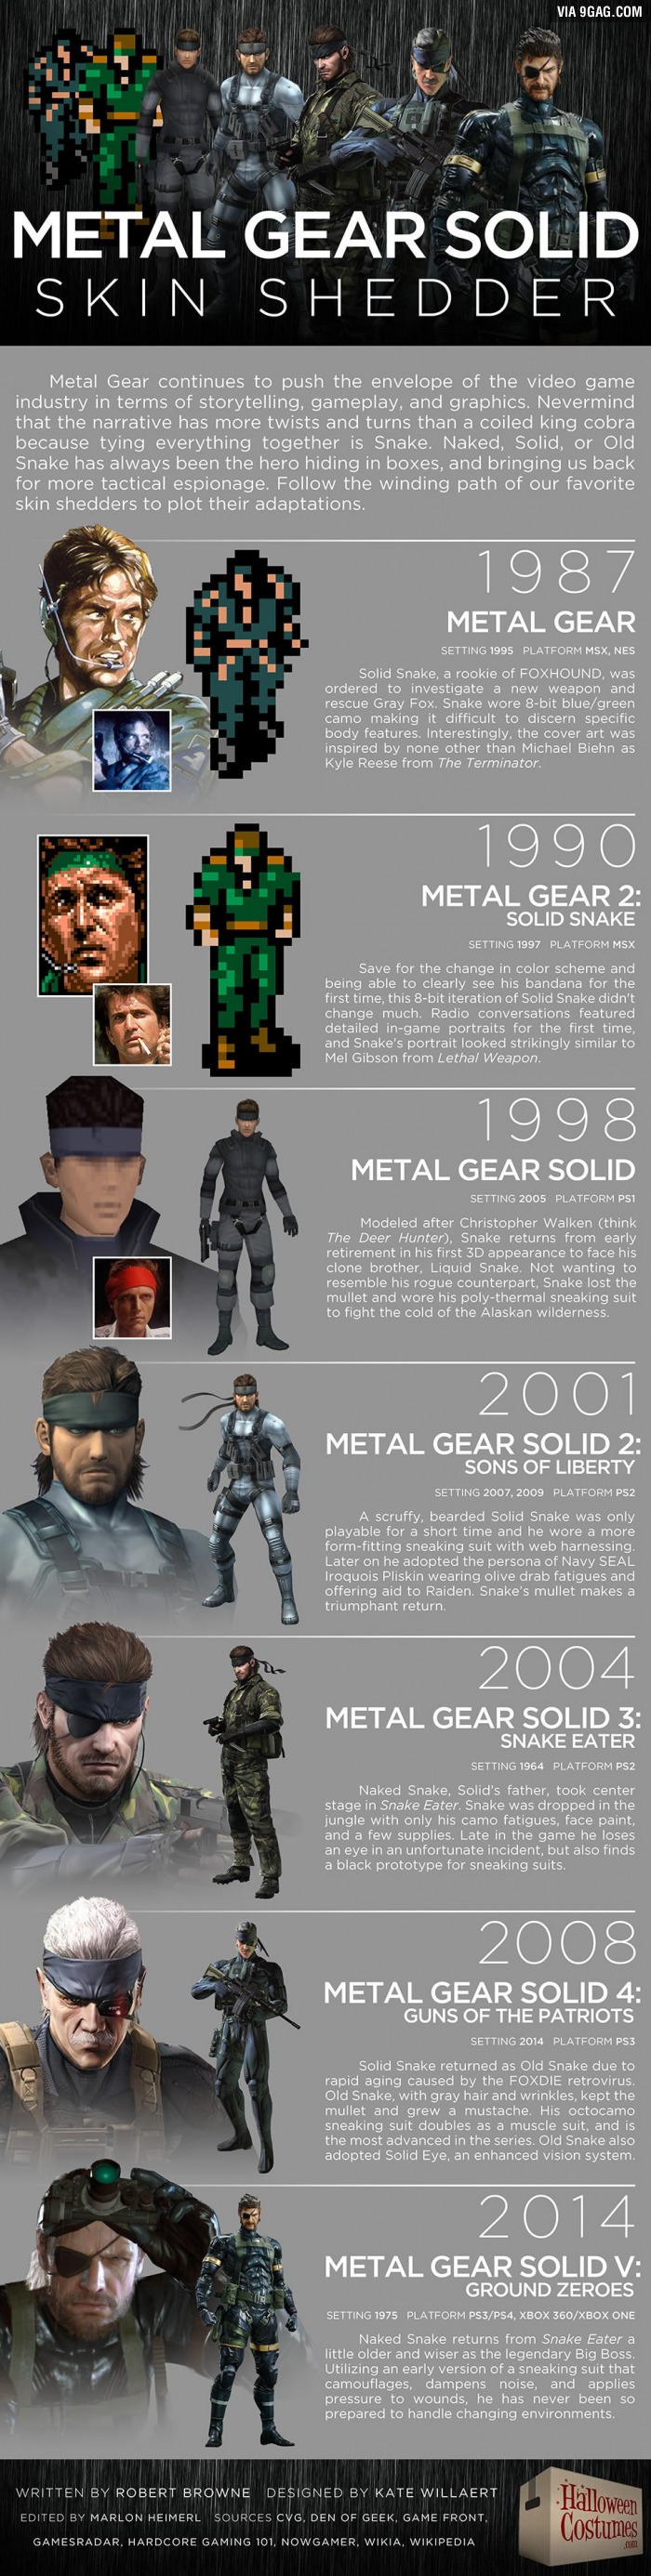 VIA 9GAG.COM
METAL GEAR SOLID
SKIN SHEDDER
Metal Gear continues to push the envelope of the video game
industry in terms of storytelling, gameplay, and graphics. Nevermind
that the narrative has more twists and turns than a coiled king cobra
because tying everything together is Snake. Naked, Solid, or Old
Snake has always been the hero hiding in boxes, and bringing us back
for more tactical espionage. Follow the winding path of our favorite
skin shedders to plot their adaptations.
1987
METAL GEAR
SETTING 1995 PLATFORM MSX, NES
Solid Snake, a rookie of FOXHOUND, was
ordered to investigate a new weapon and
rescue Gray Fox. Snake wore 8-bit blue/green
camo making it difficult to discern specific
body features. Interestingly, the cover art was
inspired by none other than Michael Biehn as
Kyle Reese from The Terminator.
1990
METAL GEAR 2:
SOLID SNAKE
SETTING 1997 PLATFORM MSX
Save for the change in color scheme and
being able to clearly see his bandana for the
first time, this 8-bit iteration of Solid Snake didn't
change much. Radio conversations featured
detailed in-game portraits for the first time,
and Snake's portrait looked strikingly similar to
Mel Gibson from Lethal Weapon.
1998
METAL GEAR SOLID
SETTING 2005 PLATFORM PS1
Modeled after Christopher Walken (think
The Deer Hunter), Snake returns from early
retirement in his first 3D appearance to face his
clone brother, Liquid Snake. Not wanting to
resemble his rogue counterpart, Snake lost the
mullet and wore his poly-thermal sneaking suit
to fight the cold of the Alaskan wilderness.
2001
METAL GEAR SOLID 2:
SONS OF LIBERTY
SETTING 2007, 2009 PLATFORM PS2
A scruffy, bearded Solid Snake was only
playable for a short time and he wore a more
form-fitting sneaking suit with web harnessing.
Later on he adopted the persona of Navy SEAL
Iroquois Pliskin wearing olive drab fatigues and
offering aid to Raiden. Snake's mullet makes a
triumphant return.
2004
METAL GEAR SOLID 3:
SNAKE EATER
SETTING 1964 PLATFORM PS2
Naked Snake, Solid's father, took center
stage in Snake Eater. Snake was dropped in the
jungle with only his camo fatigues, face paint,
and a few supplies. Late in the game he loses
an eye in an unfortunate incident, but also finds
a black prototype for sneaking suits.
2008
METAL GEAR SOLID 4:
GUNS OF THE PATRIOTS
SETTING 2014 PLATFORM PS3
Solid Snake returned as Old Snake due to
rapid aging caused by the FOXDIE retrovirus.
Old Snake, with gray hair and wrinkles, kept the
mullet and grew a mustache. His octocamo
sneaking suit doubles as a muscle suit, and is
the most advanced in the series. Old Snake also
adopted Solid Eye, an enhanced vision system.
2014
METAL GEAR SOLID V:
GROUND ZEROES
SETTING 1975 PLATFORM PS3/PS4, XBOX 360/XBOX ONE
Naked Snake returns from Snake Eater a
little older and wiser as the legendary Big Boss.
Utilizing an early version of a sneaking suit that
camouflages, dampens noise, and applies
pressure to wounds, he has never been so
prepared to handle changing environments.
WRITTEN BY ROBERT BROWNE DESIGNED BY KATE WILLAERT
EDITED BY MARLON HEIMERL SOURCES CVG, DEN OF GEEK, GAME FRONT,
GAMESRADAR, HARDCORE GAMING 101, NOWGAMER, WIKIA, WIKIPEDIA
Halloween
Costumes
.com